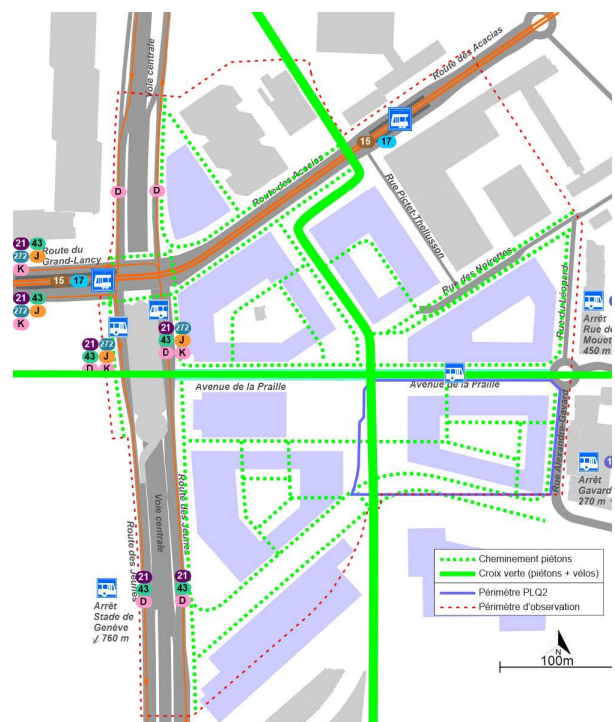 Voie centrale
Route des Acacias
15 17
D D
Route des Acacias
Rue Pictet-Thellusson
21 43
272 J
K
Route du
Grand-Lancy
15 17
21 43
272 J
K
Rue des Noirettes
Rue du Léopard
Arrêt
Rue de
Mouet
450 m
21 272
43 J
D K
21 272
43 J
D K
Avenue de la Praille
Avenue de la Praille
Rue Alexandre-Gavard
Arrêt
Gavard
270 m
Route des Jeunes
Voie centrale
Route des Jeunes
21
43
D
21
43
D
Arrêt
Stade de
Genève
↙ 760 m
Cheminement piétons
Croix verte (piétons + vélos)
Périmètre PLQ2
Périmètre d'observation
N
100m